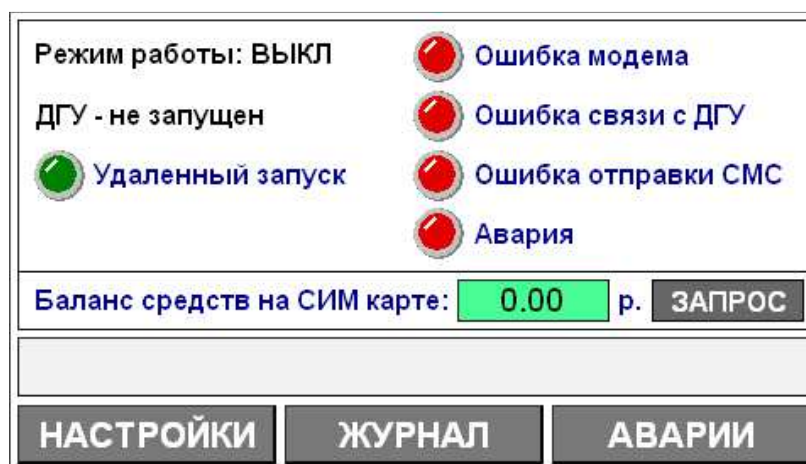 Режим работы: ВЫКЛ
Ошибка модема
ДГУ - не запущен
Ошибка связи с ДГУ
Удаленный запуск
Ошибка отправки СМС
Авария
Баланс средств на СИМ карте: 0.00 р. ЗАПРОС
НАСТРОЙКИ ЖУРНАЛ АВАРИИ